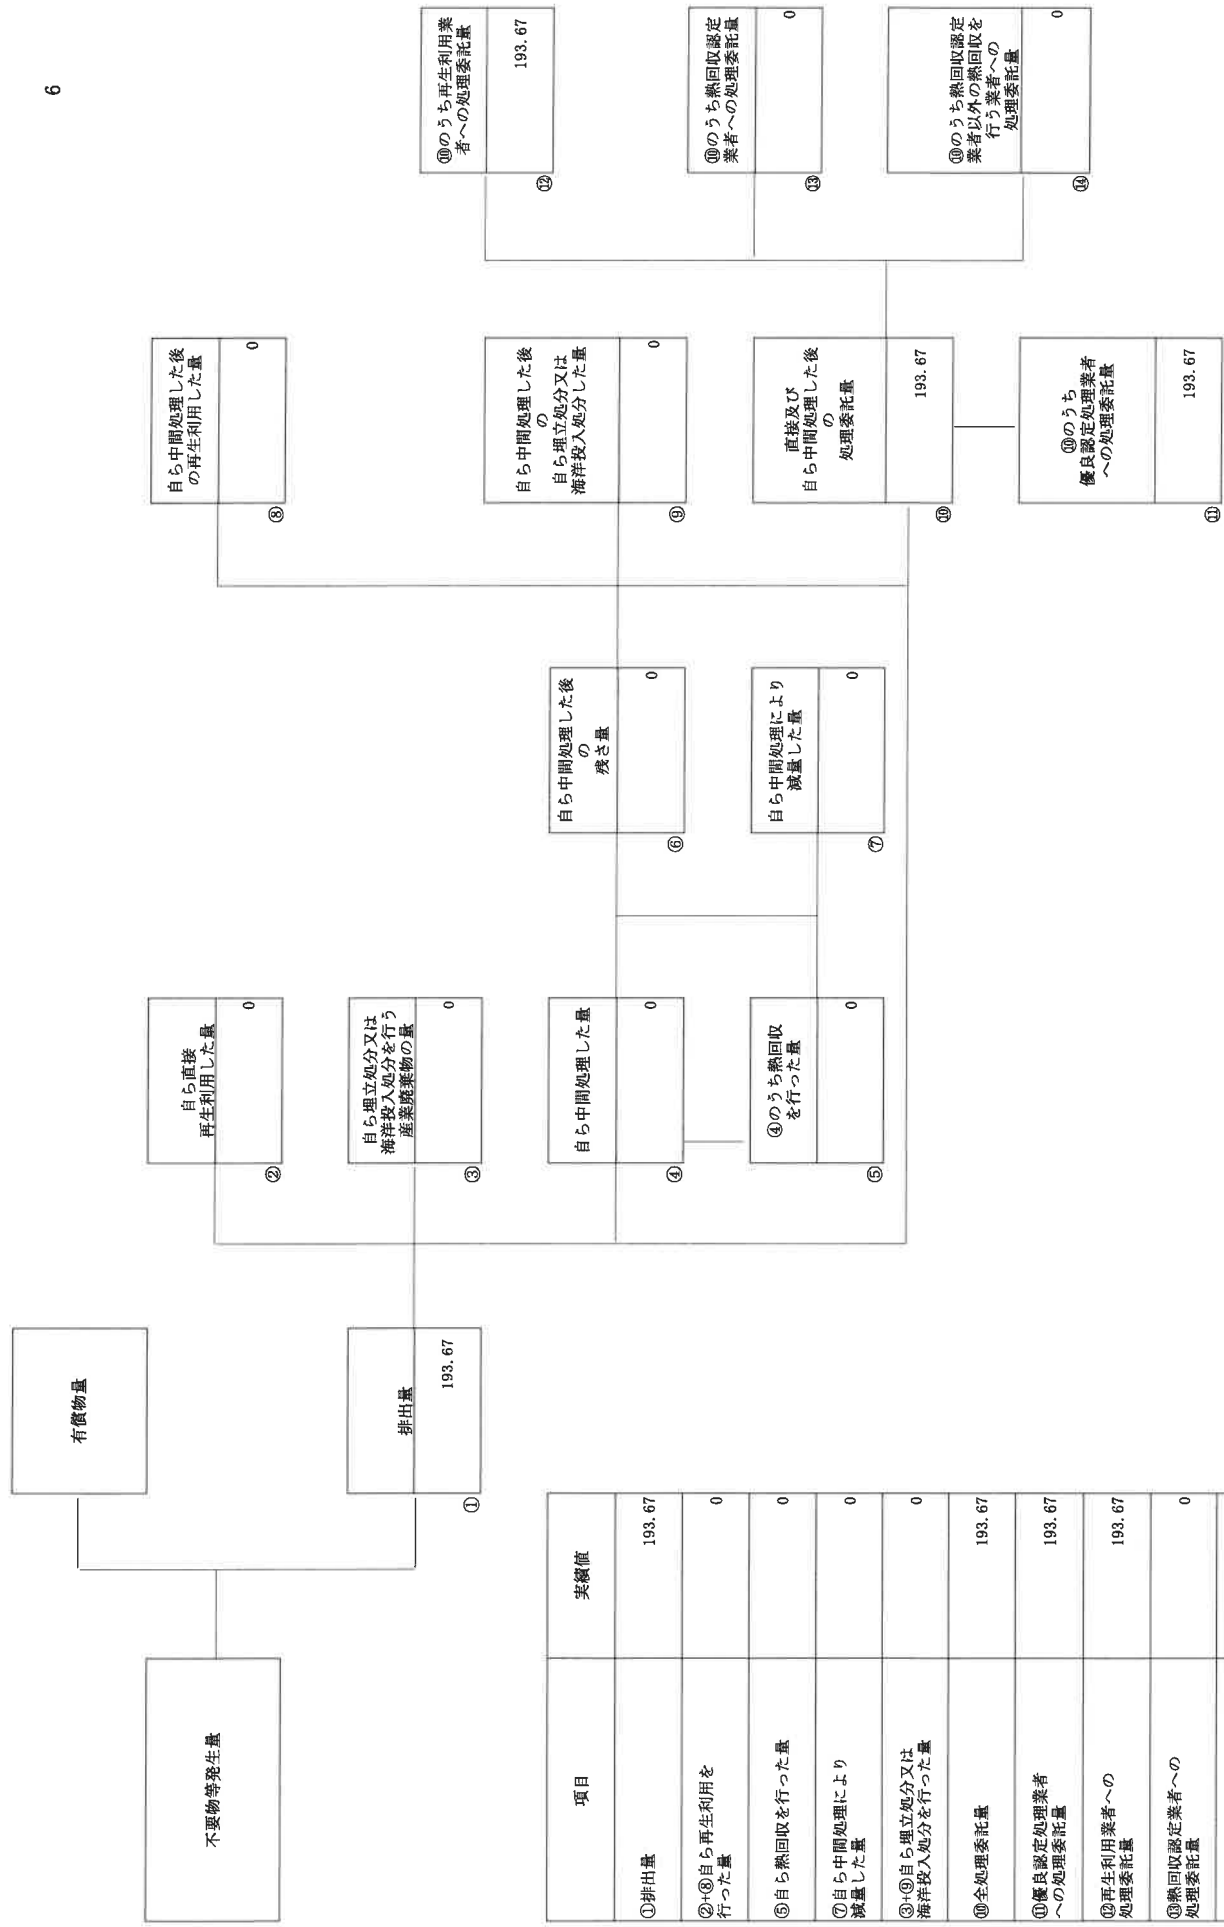 6
不要物等発生量
有償物量
排出量
193.67
①
自ら直接
再生利用した量
0
②
自ら埋立処分又は
海洋投入処分を行う
産業廃棄物の量
0
③
自ら中間処理した量
0
④
④のうち熱回収
を行った量
0
⑤
自ら中間処理した後
の
残さ量
0
⑥
自ら中間処理により
減量した量
0
⑦
自ら中間処理した後
の再生利用した量
0
⑧
自ら中間処理した後
の
自ら埋立処分又は
海洋投入処分した量
0
⑨
直接及び
自ら中間処理した後
の
処理委託量
193.67
⑩
⑩のうち
優良認定処理業者
への処理委託量
193.67
⑪
⑩のうち再生利用業
者への処理委託量
193.67
⑫
⑩のうち熱回収認定
業者への処理委託量
0
⑬
⑩のうち熱回収認定
業者以外の熱回収を
行う業者への
処理委託量
0
⑭
項目
実績値
①排出量
193.67
②+⑧自ら再生利用を
行った量
0
⑤自ら熱回収を行った量
0
⑦自ら中間処理により
減量した量
0
③+⑨自ら埋立処分又は
海洋投入処分を行った量
0
⑩全処理委託量
193.67
⑪優良認定処理業者
への処理委託量
193.67
⑫再生利用業者への
処理委託量
193.67
⑬熱回収認定業者への
処理委託量
0